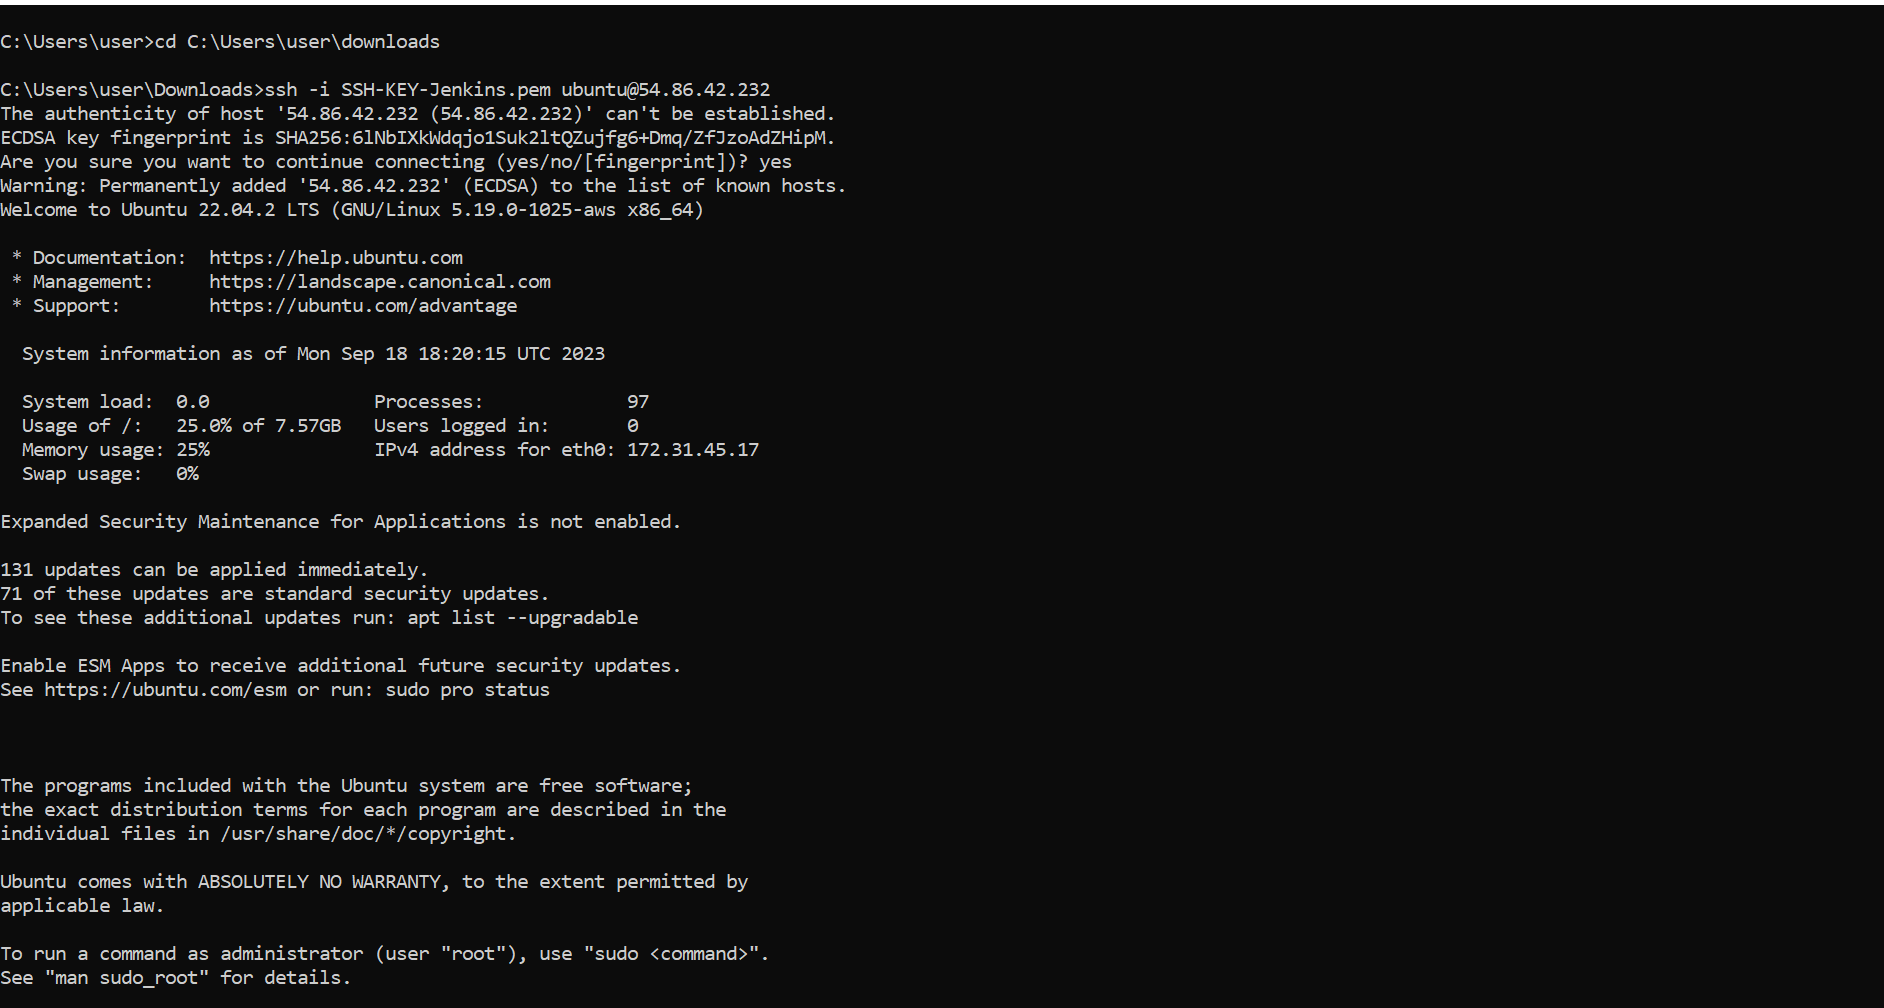 C:\Users\user>cd C:\Users\user\downloads
C:\Users\user\Downloads>ssh -i SSH-KEY-Jenkins.pem ubuntu@54.86.42.232
The authenticity of host '54.86.42.232 (54.86.42.232)' can't be established.
ECDSA key fingerprint is SHA256:6lNbIXkWdqjo1Suk2ltQZujfg6+Dmq/ZfJzoAdZHipM.
Are you sure you want to continue connecting (yes/no/[fingerprint])? yes
Warning: Permanently added '54.86.42.232' (ECDSA) to the list of known hosts.
Welcome to Ubuntu 22.04.2 LTS (GNU/Linux 5.19.0-1025-aws x86_64)
* Documentation:  https://help.ubuntu.com
* Management:     https://landscape.canonical.com
* Support:        https://ubuntu.com/advantage
System information as of Mon Sep 18 18:20:15 UTC 2023
System load:  0.0               Processes:             97
Usage of /:   25.0% of 7.57GB   Users logged in:       0
Memory usage: 25%               IPv4 address for eth0: 172.31.45.17
Swap usage:   0%
Expanded Security Maintenance for Applications is not enabled.
131 updates can be applied immediately.
71 of these updates are standard security updates.
To see these additional updates run: apt list --upgradable
Enable ESM Apps to receive additional future security updates.
See https://ubuntu.com/esm or run: sudo pro status
The programs included with the Ubuntu system are free software;
the exact distribution terms for each program are described in the
individual files in /usr/share/doc/*/copyright.
Ubuntu comes with ABSOLUTELY NO WARRANTY, to the extent permitted by
applicable law.
To run a command as administrator (user "root"), use "sudo <command>".
See "man sudo_root" for details.